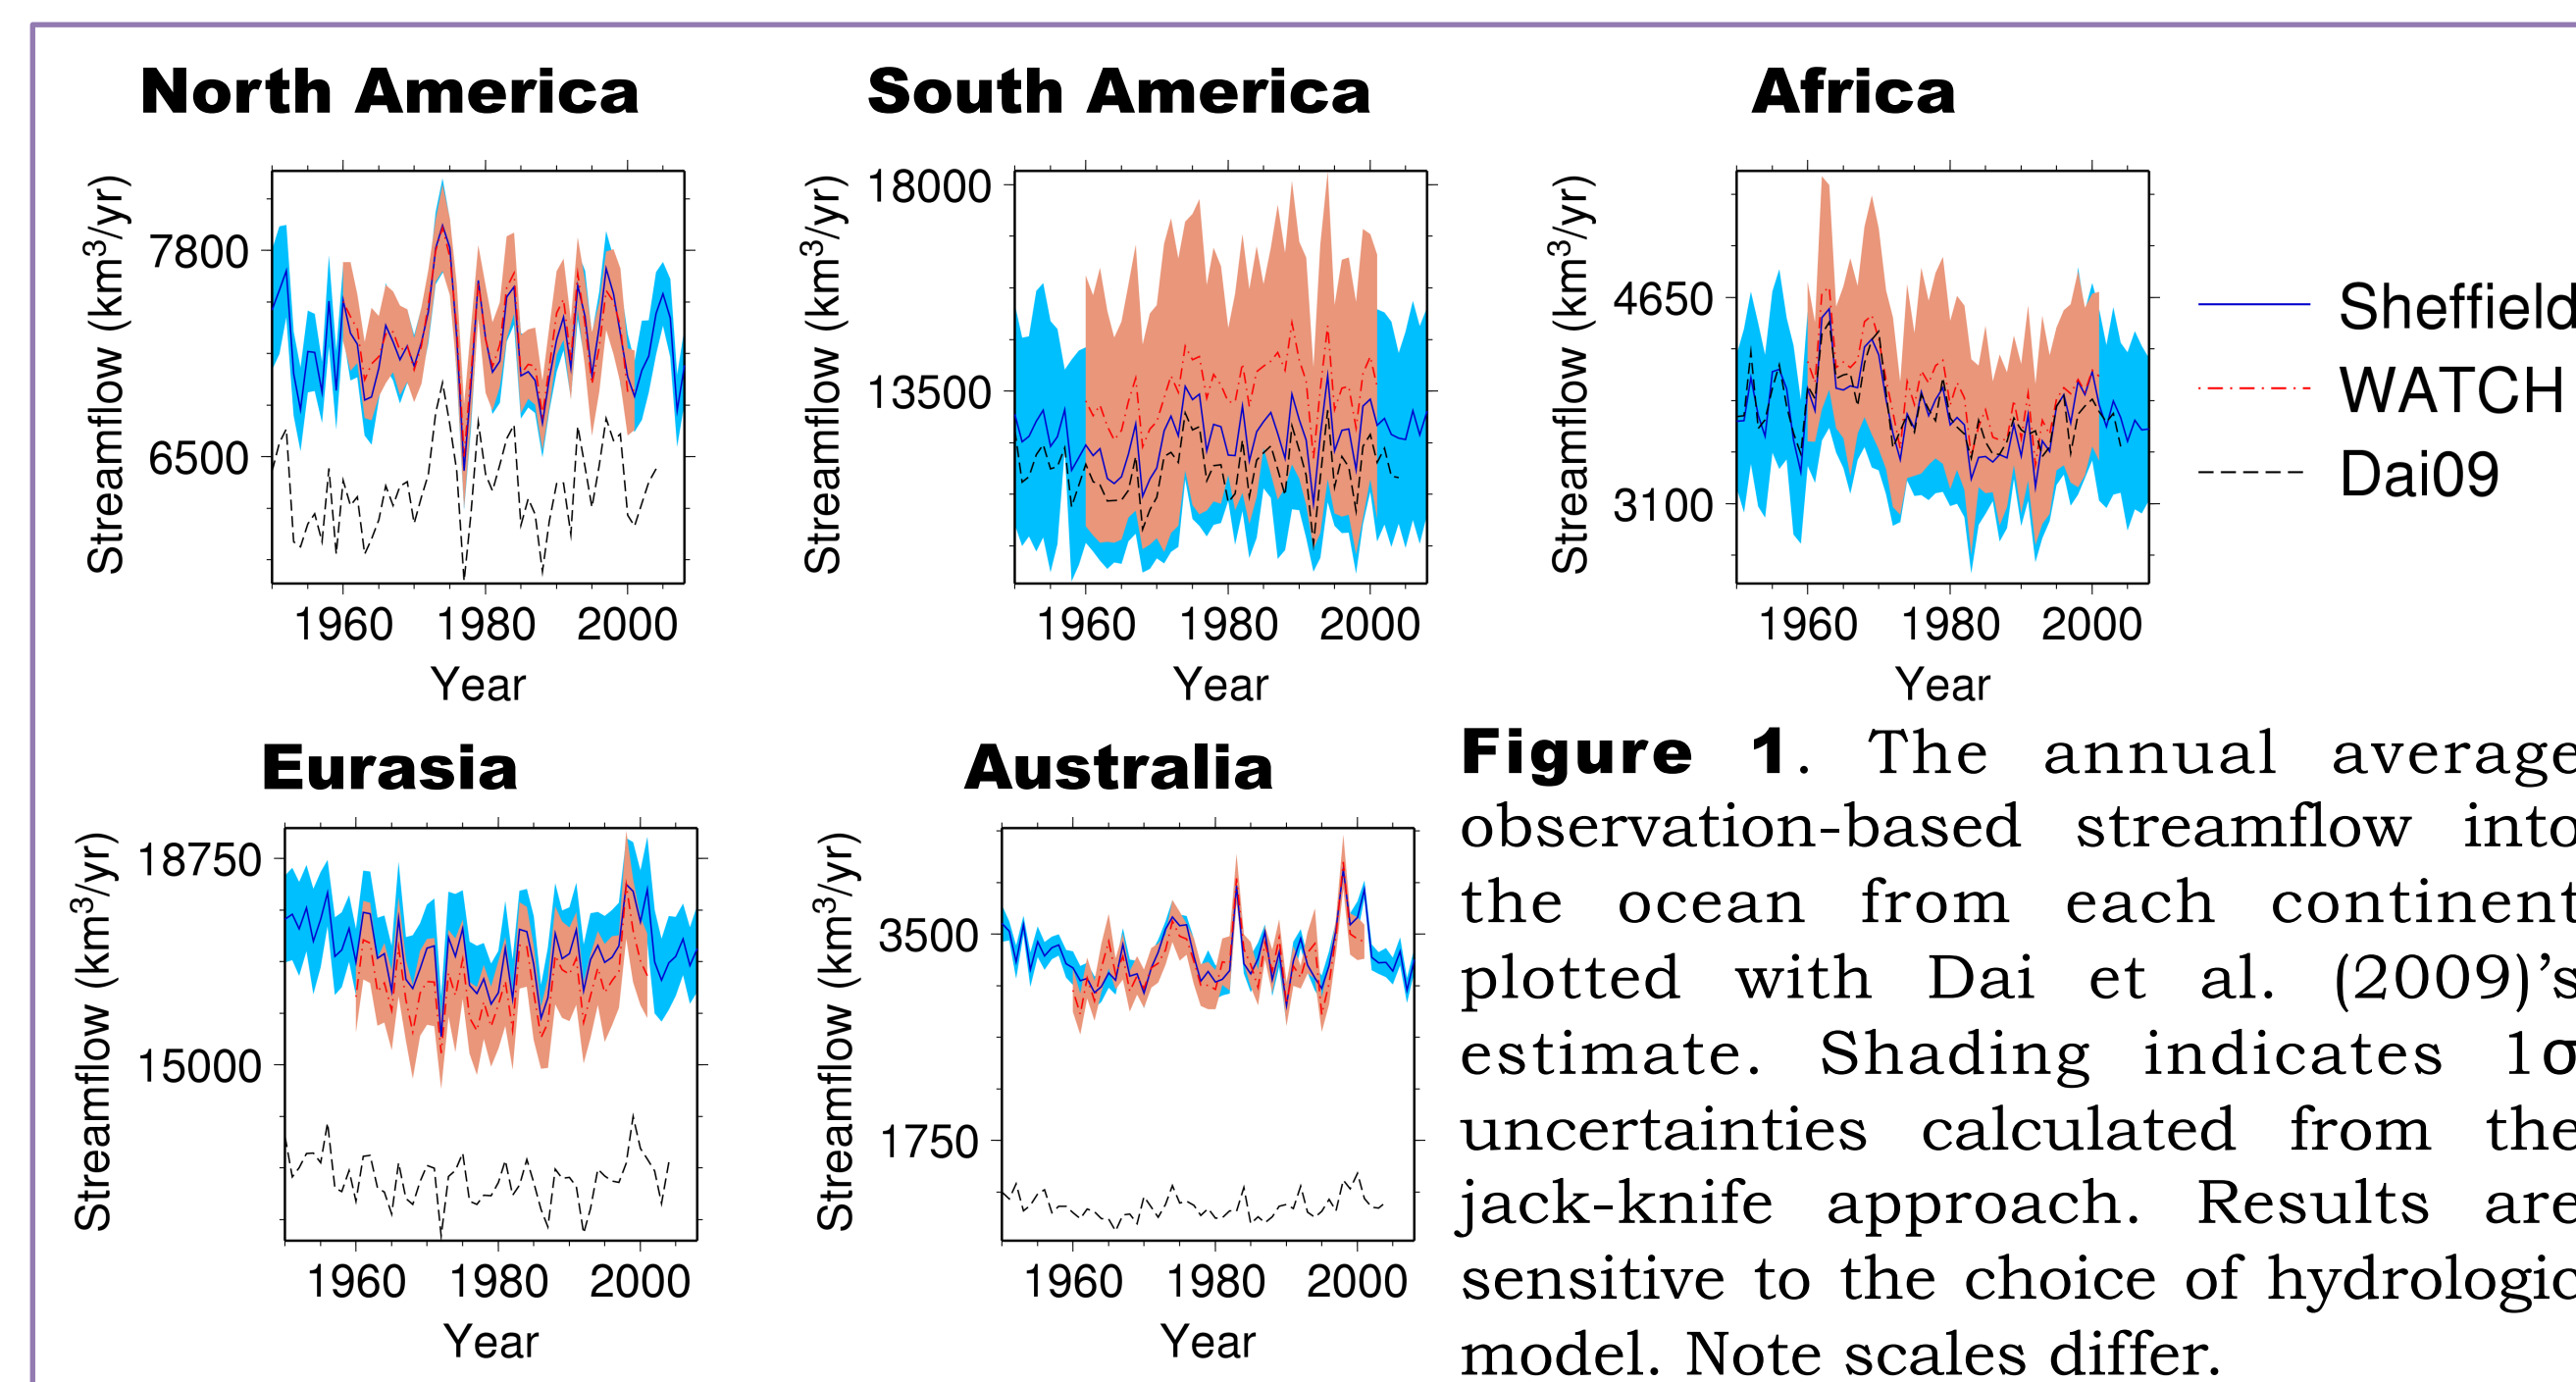 North America
South America
Africa
Streamflow (km³/yr)
7800
6500
1960 1980 2000
Year
Streamflow (km³/yr)
18000
13500
1960 1980 2000
Year
Streamflow (km³/yr)
4650
3100
1960 1980 2000
Year
Sheffield
WATCH
Dai09
Eurasia
Australia
Streamflow (km³/yr)
18750
15000
1960 1980 2000
Year
Streamflow (km³/yr)
3500
1750
1960 1980 2000
Year
Figure 1. The annual average
observation-based streamflow into
the ocean from each continent
plotted with Dai et al. (2009)’s
estimate. Shading indicates 1σ
uncertainties calculated from the
jack-knife approach. Results are
sensitive to the choice of hydrologic
model. Note scales differ.